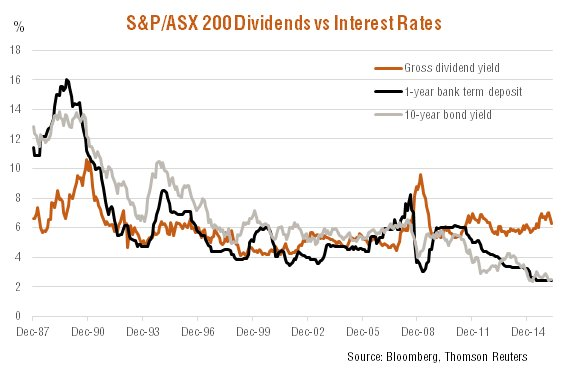 S&P/ASX 200 Dividends vs Interest Rates
%
18
16
14
12
10
8
6
4
2
0
Gross dividend yield
1-year bank term deposit
10-year bond yield
Dec-87 Dec-90 Dec-93 Dec-96 Dec-99 Dec-02 Dec-05 Dec-08 Dec-11 Dec-14
Source: Bloomberg, Thomson Reuters